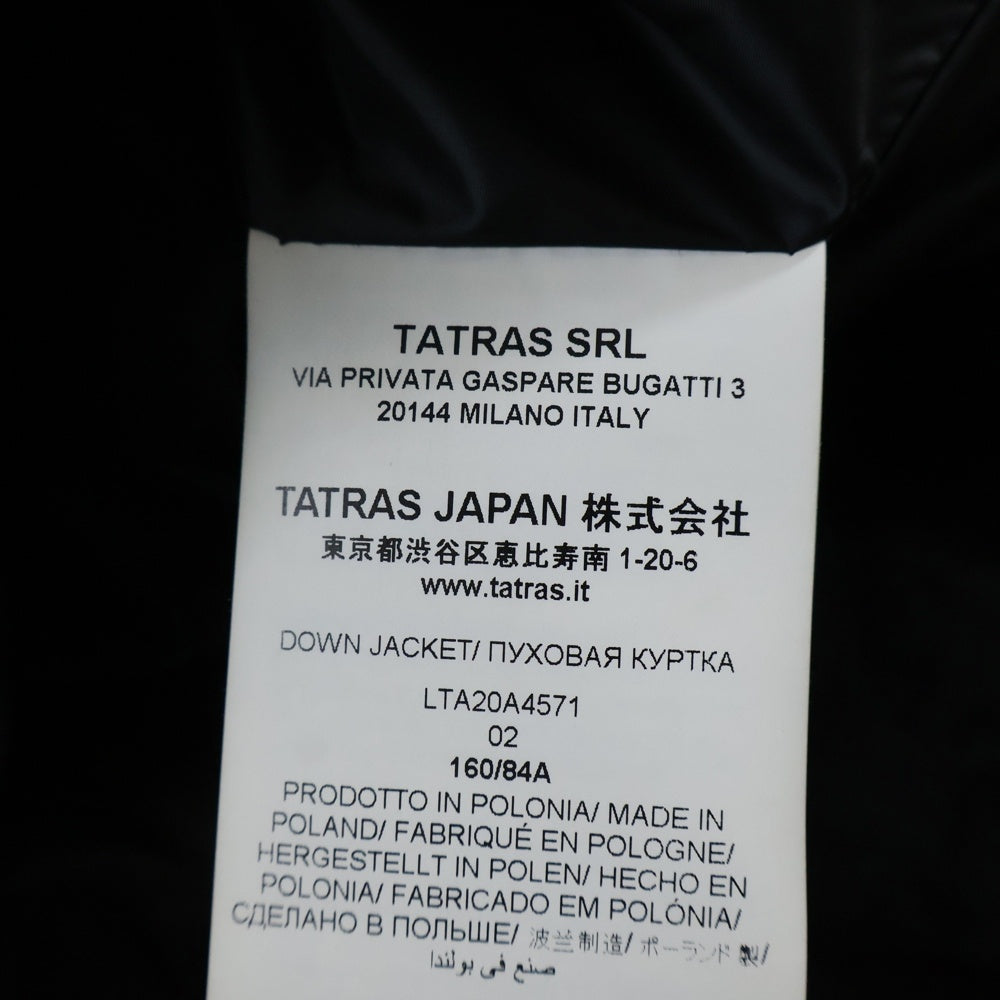 TATRAS SRL
VIA PRIVATA GASPARE BUGATTI 3
20144 MILANO ITALY
TATRAS JAPAN 株式会社
東京都渋谷区恵比寿南 1-20-6
www.tatras.it
DOWN JACKET/ ПУХОВАЯ КУРТКА
LTA20A4571
02
160/84A
PRODOTTO IN POLONIA/ MADE IN
POLAND/ FABRIQUÉ EN POLOGNE/
HERGESTELLT IN POLEN/ HECHO EN
POLONIA/ FABRICADO EM POLÓNIA/
СДЕЛАНО В ПОЛЬШЕ/ 波兰制造/ ポーランド製/
صنع في بولندا